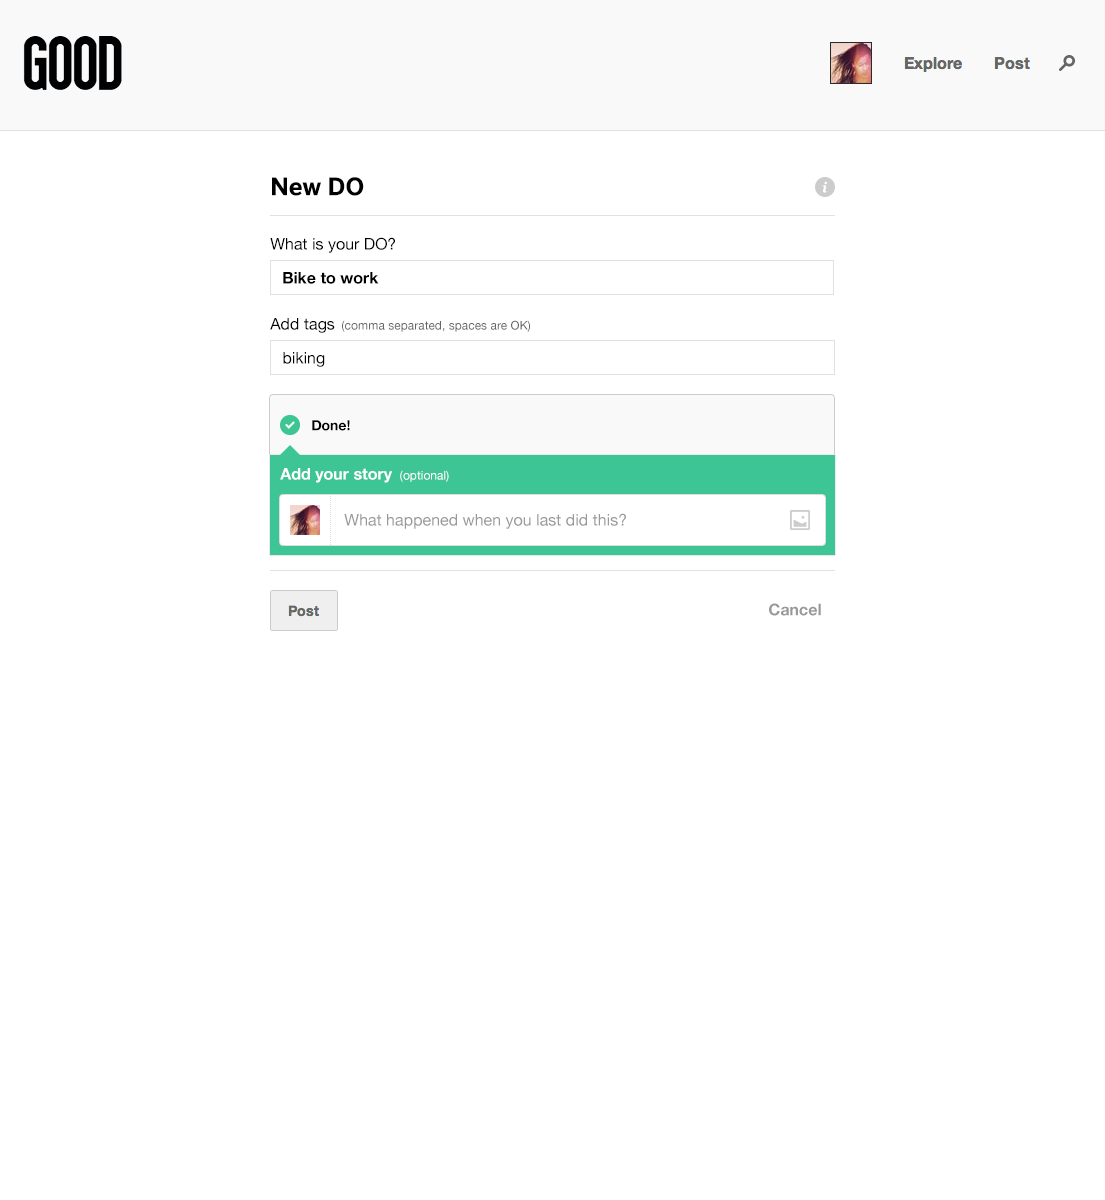 GOOD
Explore
Post
New DO
What is your DO?
Bike to work
Add tags (comma separated, spaces are OK)
biking
Done!
Add your story (optional)
What happened when you last did this?
Post
Cancel